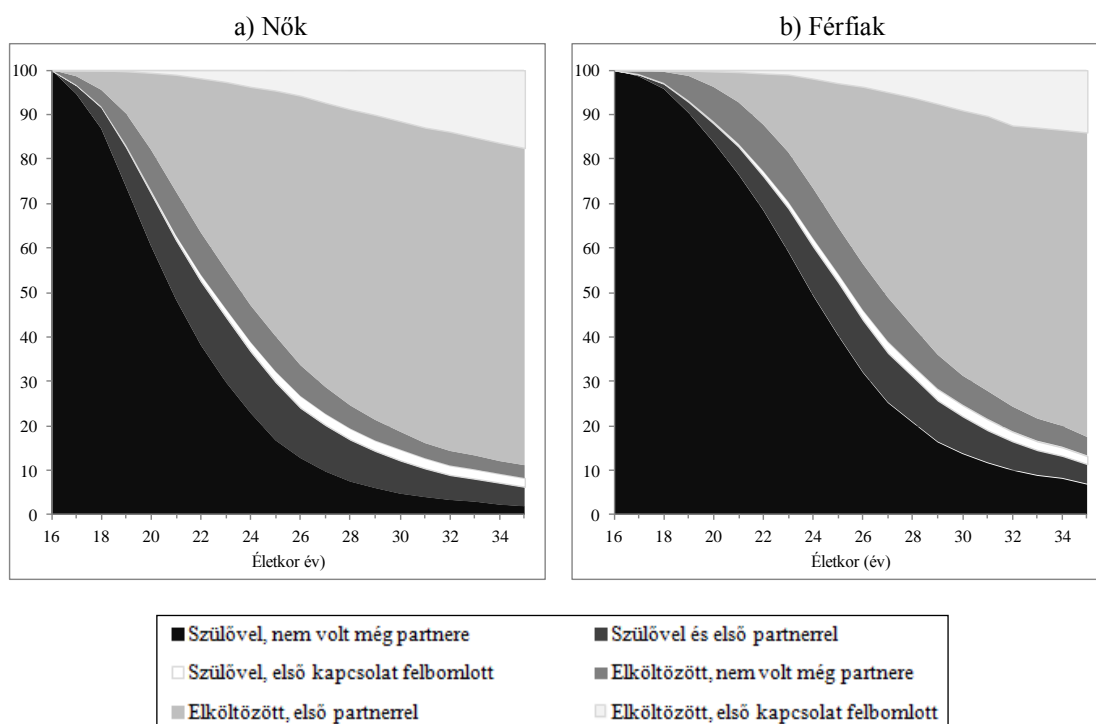 a) Nők
b) Férfiak
100
90
80
70
60
50
40
30
20
10
0
16 18 20 22 24 26 28 30 32 34
Életkor év)
100
90
80
70
60
50
40
30
20
10
0
16 18 20 22 24 26 28 30 32 34
Életkor (év)
Szülővel, nem volt még partnere
Szülővel és első partnerrel
Szülővel, első kapcsolat felbomlott
Elköltözött, nem volt még partnere
Elköltözött, első partnerrel
Elköltözött, első kapcsolat felbomlott